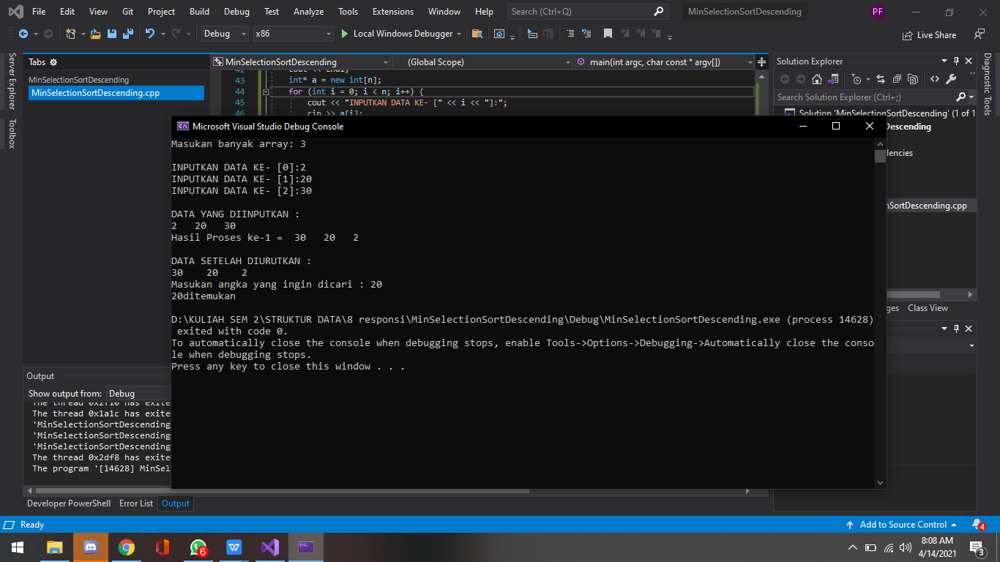 File Edit View Git Project Build Debug Test Analyze Tools Extensions Window Help Search (Ctrl+Q) MinSelectionSortDescending PF
Debug x86 Local Windows Debugger Live Share
Server Explorer
Toolbox
Tabs
MinSelectionSortDescending
MinSelectionSortDescending.cpp
MinSelectionSortDescending (Global Scope) main(int argc, char const * argv[])
42 cout << endl;
43 int* a = new int[n];
44 for (int i = 0; i < n; i++) {
45 cout << "INPUTKAN DATA KE- [" << i << "]:";
46 cin >> a[i];
Solution Explorer
Search Solution Explorer (Ctrl+;)
Solution 'MinSelectionSortDescending' (1 of 1
Descending
dencies
nSortDescending.cpp
ges Class View
Diagnostic Tools
Microsoft Visual Studio Debug Console
Masukan banyak array: 3
INPUTKAN DATA KE- [0]:2
INPUTKAN DATA KE- [1]:20
INPUTKAN DATA KE- [2]:30
DATA YANG DIINPUTKAN :
2 20 30
Hasil Proses ke-1 = 30 20 2
DATA SETELAH DIURUTKAN :
30 20 2
Masukan angka yang ingin dicari : 20
20ditemukan
D:\KULIAH SEM 2\STRUKTUR DATA\8 responsi\MinSelectionSortDescending\Debug\MinSelectionSortDescending.exe (process 14628)
exited with code 0.
To automatically close the console when debugging stops, enable Tools->Options->Debugging->Automatically close the conso
le when debugging stops.
Press any key to close this window . . .
Output
Show output from: Debug
The thread 0x2f10 has exite
The thread 0x1a1c has exite
'MinSelectionSortDescending
'MinSelectionSortDescending
'MinSelectionSortDescending
The thread 0x2df8 has exite
The program '[14628] MinSel
Developer PowerShell Error List Output
Ready Add to Source Control 4
6 8:08 AM
4/14/2021 3